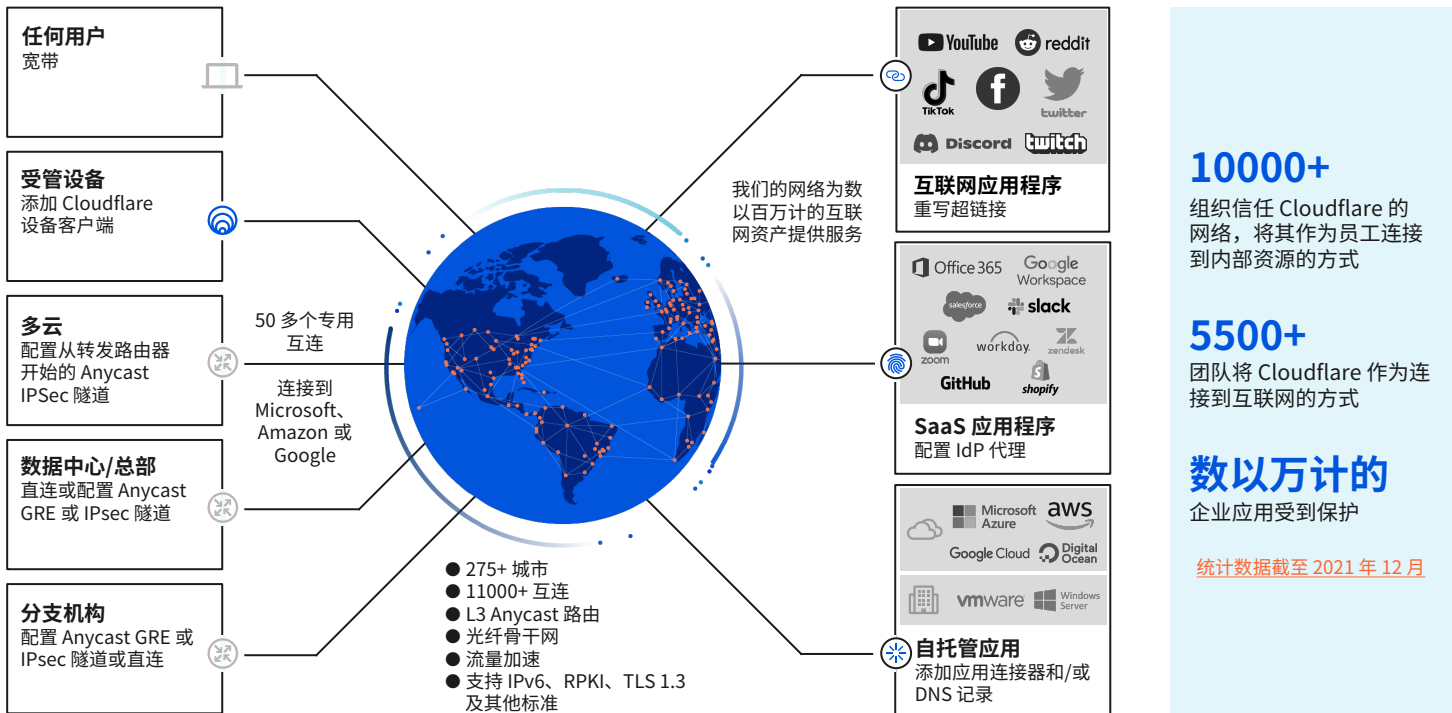 任何用户
宽带
受管设备
添加 Cloudflare
设备客户端
多云
配置从转发路由器
开始的 Anycast
IPSec 隧道
数据中心/总部
直连或配置 Anycast
GRE 或 IPsec 隧道
分支机构
配置 Anycast GRE 或
IPsec 隧道或直连
50 多个专用
互连
连接到
Microsoft、
Amazon 或
Google
我们的网络为数
以百万计的互联
网资产提供服务
● 275+ 城市
● 11000+ 互连
● L3 Anycast 路由
● 光纤骨干网
● 流量加速
● 支持 IPv6、RPKI、TLS 1.3
及其他标准
YouTube
reddit
TikTok
twitter
Discord
twitch
互联网应用程序
重写超链接
Office 365
Google
Workspace
salesforce
slack
zoom
workday.
zendesk
GitHub
shopify
SaaS 应用程序
配置 IdP 代理
Microsoft
Azure
aws
Google Cloud
Digital
Ocean
vmware
Windows
Server
自托管应用
添加应用连接器和/或
DNS 记录
10000+
组织信任 Cloudflare 的
网络，将其作为员工连接
到内部资源的方式
5500+
团队将 Cloudflare 作为连
接到互联网的方式
数以万计的
企业应用受到保护
统计数据截至 2021 年 12 月